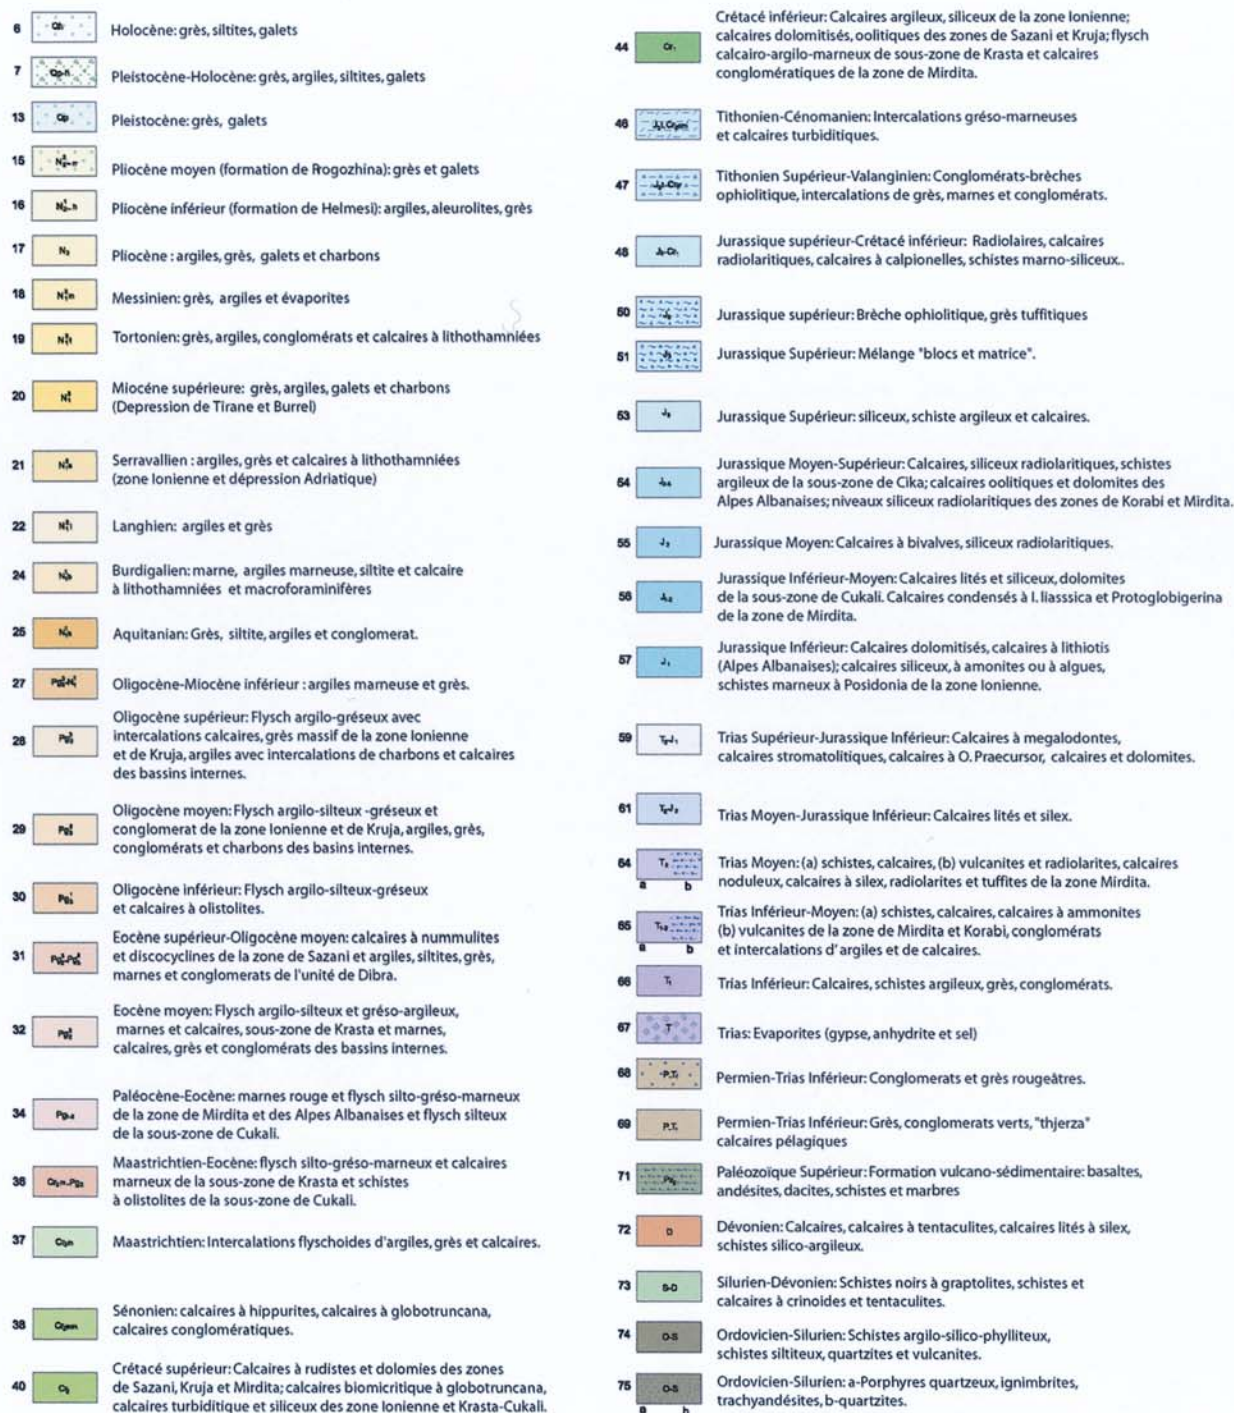 6 Holocène: grès, siltites, galets
7 Pleistocène-Holocène: grès, argiles, siltites, galets
13 Pleistocène: grès, galets
15 Pliocène moyen (formation de Rrogozhina): grès et galets
16 Pliocène inférieur (formation de Helmesi): argiles, aleurolites, grès
17 Pliocène : argiles, grès, galets et charbons
18 Messinien: grès, argiles et évaporites
19 Tortonien: grès, argiles, conglomérats et calcaires à lithothamniées
20 Miocéne supérieure: grès, argiles, galets et charbons
(Depression de Tirane et Burrel)
21 Serravallien : argiles, grès et calcaires à lithothamniées
(zone Ionienne et dépression Adriatique)
22 Langhien: argiles et grès
24 Burdigalien: marne, argiles marneuse, siltite et calcaire
à lithothamniées et macroforaminifères
25 Aquitanian: Grès, siltite, argiles et conglomerat.
27 Oligocène-Miocène inférieur : argiles marneuse et grès.
28 Oligocène supérieur: Flysch argilo-gréseux avec
intercalations calcaires, grès massif de la zone Ionienne
et de Kruja, argiles avec intercalations de charbons et calcaires
des bassins internes.
29 Oligocène moyen: Flysch argilo-silteux -gréseux et
conglomerat de la zone Ionienne et de Kruja, argiles, grès,
conglomérats et charbons des basins internes.
30 Oligocène inférieur: Flysch argilo-silteux-gréseux
et calcaires à olistolites.
31 Eocène supérieur-Oligocène moyen: calcaires à nummulites
et discocyclines de la zone de Sazani et argiles, siltites, grès,
marnes et conglomerats de l'unité de Dibra.
32 Eocène moyen: Flysch argilo-silteux et gréso-argileux,
marnes et calcaires, sous-zone de Krasta et marnes,
calcaires, grès et conglomérats des bassins internes.
34 Paléocène-Eocène: marnes rouge et flysch silto-gréso-marneux
de la zone de Mirdita et des Alpes Albanaises et flysch silteux
de la sous-zone de Cukali.
36 Maastrichtien-Eocène: flysch silto-gréso-marneux et calcaires
marneux de la sous-zone de Krasta et schistes
à olistolites de la sous-zone de Cukali.
37 Maastrichtien: Intercalations flyschoides d'argiles, grès et calcaires.
38 Sénonien: calcaires à hippurites, calcaires à globotruncana,
calcaires conglomératiques.
40 Crétacé supérieur: Calcaires à rudistes et dolomies des zones
de Sazani, Kruja et Mirdita; calcaires biomicritique à globotruncana,
calcaires turbiditique et siliceux des zone Ionienne et Krasta-Cukali.
44 Crétacé inférieur: Calcaires argileux, siliceux de la zone Ionienne;
calcaires dolomitisés, oolitiques des zones de Sazani et Kruja; flysch
calcairo-argilo-marneux de sous-zone de Krasta et calcaires
conglomératiques de la zone de Mirdita.
46 Tithonien-Cénomanien: Intercalations gréso-marneuses
et calcaires turbiditiques.
47 Tithonien Supérieur-Valanginien: Conglomérats-brèches
ophiolitique, intercalations de grès, marnes et conglomérats.
48 Jurassique supérieur-Crétacé inférieur: Radiolaires, calcaires
radiolaritiques, calcaires à calpionelles, schistes marno-siliceux..
50 Jurassique supérieur: Brèche ophiolitique, grès tuffitiques
51 Jurassique Supérieur: Mélange "blocs et matrice".
53 Jurassique Supérieur: siliceux, schiste argileux et calcaires.
54 Jurassique Moyen-Supérieur: Calcaires, siliceux radiolaritiques, schistes
argileux de la sous-zone de Cika; calcaires oolitiques et dolomites des
Alpes Albanaises; niveaux siliceux radiolaritiques des zones de Korabi et Mirdita.
55 Jurassique Moyen: Calcaires à bivalves, siliceux radiolaritiques.
56 Jurassique Inférieur-Moyen: Calcaires lités et siliceux, dolomites
de la sous-zone de Cukali. Calcaires condensés à I. liasssica et Protoglobigerina
de la zone de Mirdita.
57 J₁ Jurassique Inférieur: Calcaires dolomitisés, calcaires à lithiotis
(Alpes Albanaises); calcaires siliceux, à amonites ou à algues,
schistes marneux à Posidonia de la zone Ionienne.
59 Trias Supérieur-Jurassique Inférieur: Calcaires à megalodontes,
calcaires stromatolitiques, calcaires à O. Praecursor, calcaires et dolomites.
61 Trias Moyen-Jurassique Inférieur: Calcaires lités et silex.
64 a b Trias Moyen: (a) schistes, calcaires, (b) vulcanites et radiolarites, calcaires
noduleux, calcaires à silex, radiolarites et tuffites de la zone Mirdita.
65 a b Trias Inférieur-Moyen: (a) schistes, calcaires, calcaires à ammonites
(b) vulcanites de la zone de Mirdita et Korabi, conglomérats
et intercalations d'argiles et de calcaires.
66 T₁ Trias Inférieur: Calcaires, schistes argileux, grès, conglomérats.
67 T Trias: Evaporites (gypse, anhydrite et sel)
68 Permien-Trias Inférieur: Conglomerats et grès rougeâtres.
69 Permien-Trias Inférieur: Grès, conglomerats verts, "thjerza"
calcaires pélagiques
71 Paléozoïque Supérieur: Formation vulcano-sédimentaire: basaltes,
andésites, dacites, schistes et marbres
72 D Dévonien: Calcaires, calcaires à tentaculites, calcaires lités à silex,
schistes silico-argileux.
73 S-D Silurien-Dévonien: Schistes noirs à graptolites, schistes et
calcaires à crinoides et tentaculites.
74 O-S Ordovicien-Silurien: Schistes argilo-silico-phylliteux,
schistes siltiteux, quartzites et vulcanites.
75 O-S a b Ordovicien-Silurien: a-Porphyres quartzeux, ignimbrites,
trachyandésites, b-quartzites.